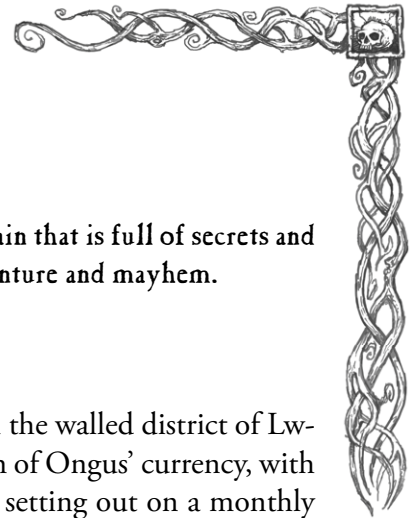 ain that is full of secrets and
nture and mayhem.
the walled district of Lw-
of Ongus’ currency, with
setting out on a monthly